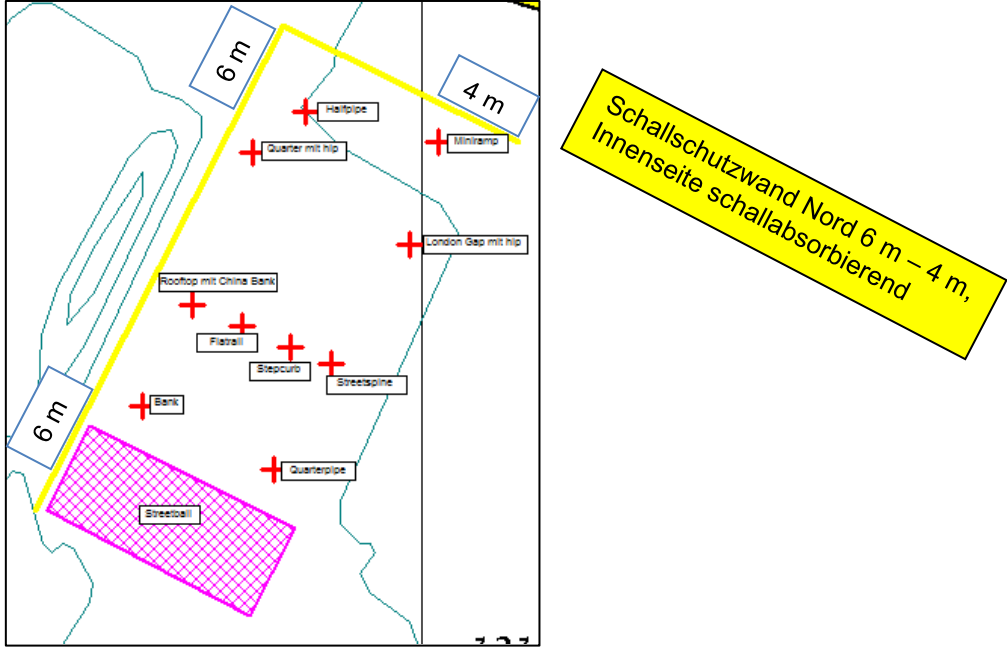 6 m
4 m
Schallschutzwand Nord 6 m – 4 m,
Innenseite schallabsorbierend
Halfpipe
Miniramp
Quarter mit hip
London Gap mit hip
Rooftop mit China Bank
Flatrail
Stepcurb
Streetspine
6 m
Bank
Quarterpipe
Streetball